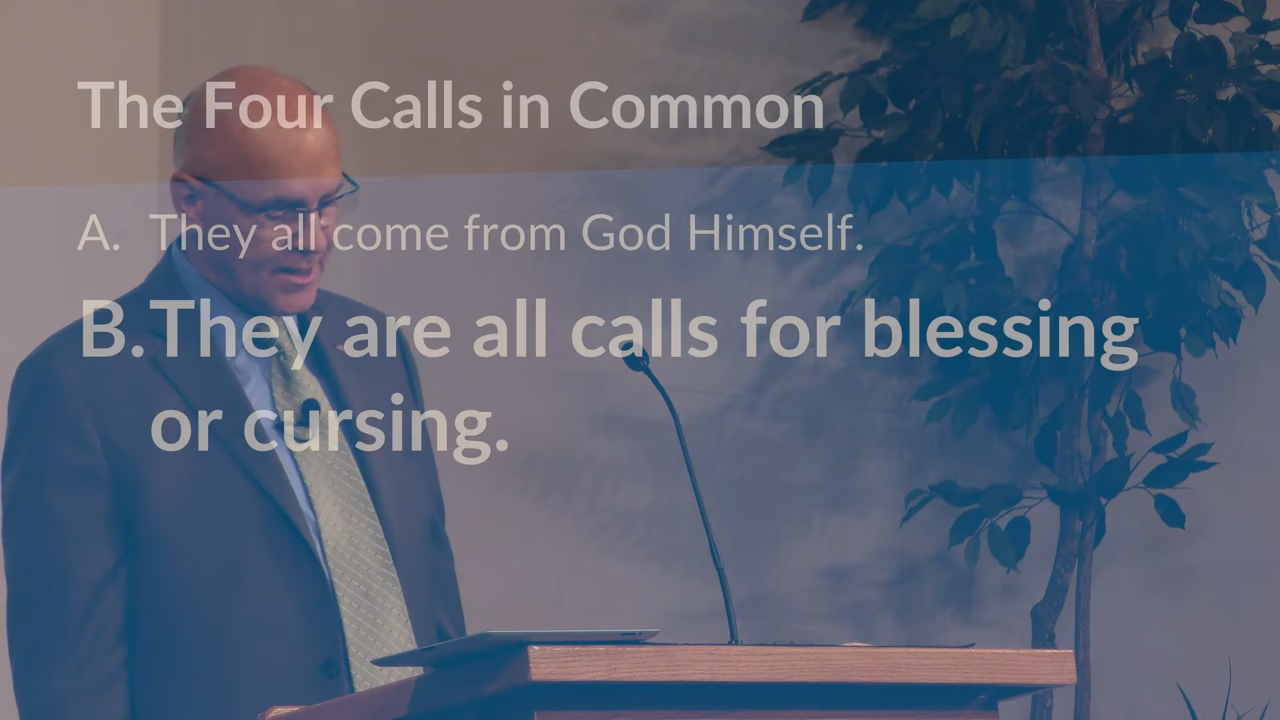 The Four Calls in Common
A. They all come from God Himself.
B. They are all calls for blessing
or cursing.